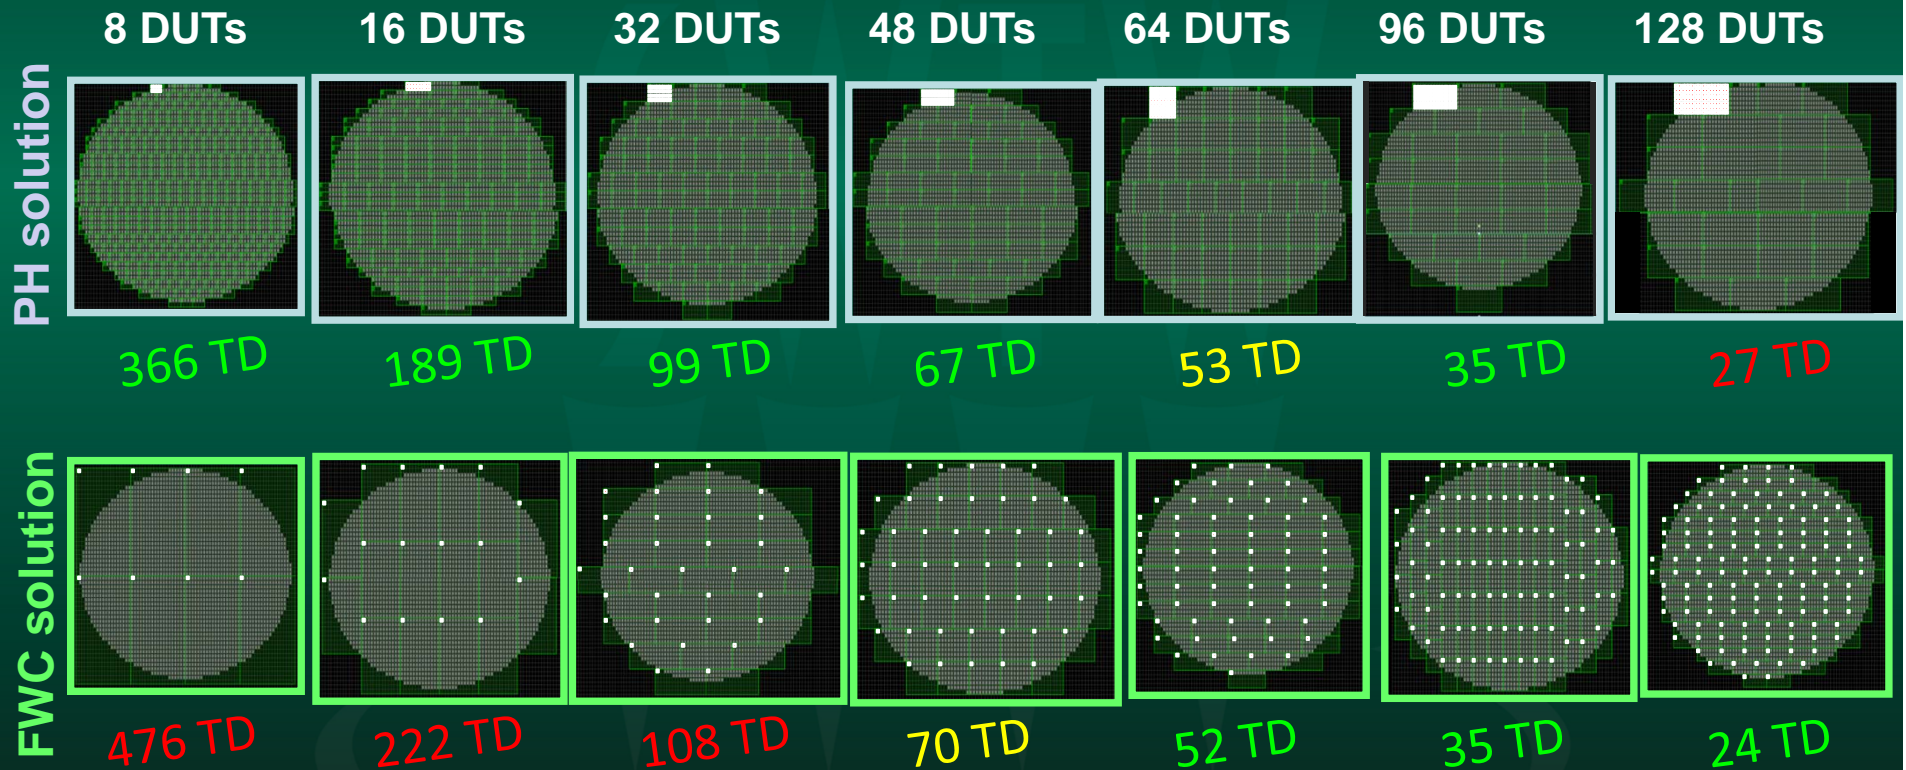 8 DUTs 16 DUTs 32 DUTs 48 DUTs 64 DUTs 96 DUTs 128 DUTs
PH solution
366 TD 189 TD 99 TD 67 TD 53 TD 35 TD 27 TD
FWC solution
476 TD 222 TD 108 TD 70 TD 52 TD 35 TD 24 TD